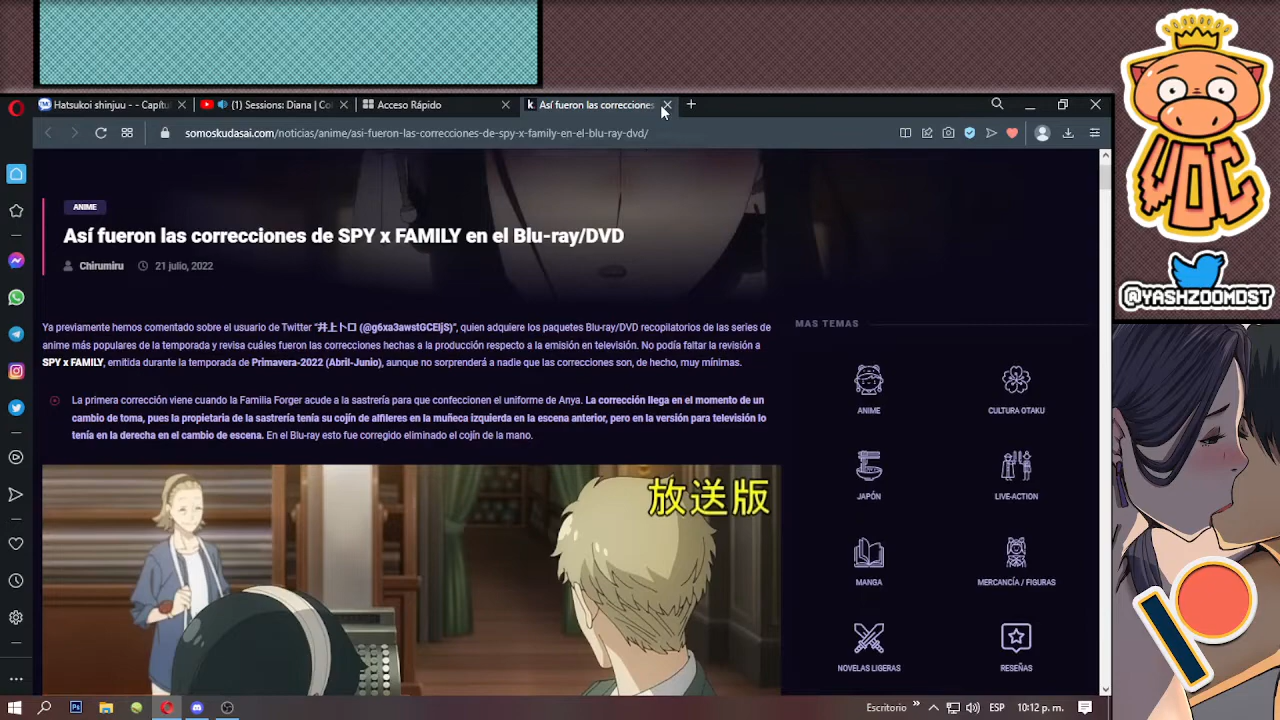 Hatsukoi shinjuu - - Capítu
(1) Sessions: Diana | Co
Acceso Rápido
k Así fueron las correcciones
somoskudasai.com/noticias/anime/asi-fueron-las-correcciones-de-spy-x-family-en-el-blu-ray-dvd/
VOC
@YASHZOOMDST
ANIME
Así fueron las correcciones de SPY x FAMILY en el Blu-ray/DVD
Chirumiru
21 julio, 2022
Ya previamente hemos comentado sobre el usuario de Twitter "井上トロ (@g6xa3awstGCEljS)", quien adquiere los paquetes Blu-ray/DVD recopilatorios de las series de
anime más populares de la temporada y revisa cuáles fueron las correcciones hechas a la producción respecto a la emisión en televisión. No podía faltar la revisión a
SPY x FAMILY, emitida durante la temporada de Primavera-2022 (Abril-Junio), aunque no sorprenderá a nadie que las correcciones son, de hecho, muy mínimas.
La primera corrección viene cuando la Familia Forger acude a la sastrería para que confeccionen el uniforme de Anya. La corrección llega en el momento de un
cambio de toma, pues la propietaria de la sastrería tenía su cojín de alfileres en la muñeca izquierda en la escena anterior, pero en la versión para televisión lo
tenía en la derecha en el cambio de escena. En el Blu-ray esto fue corregido eliminado el cojín de la mano.
放送版
MAS TEMAS
ANIME
CULTURA OTAKU
JAPÓN
LIVE-ACTION
MANGA
MERCANCÍA / FIGURAS
NOVELAS LIGERAS
RESEÑAS
Escritorio
ESP
10:12 p. m.